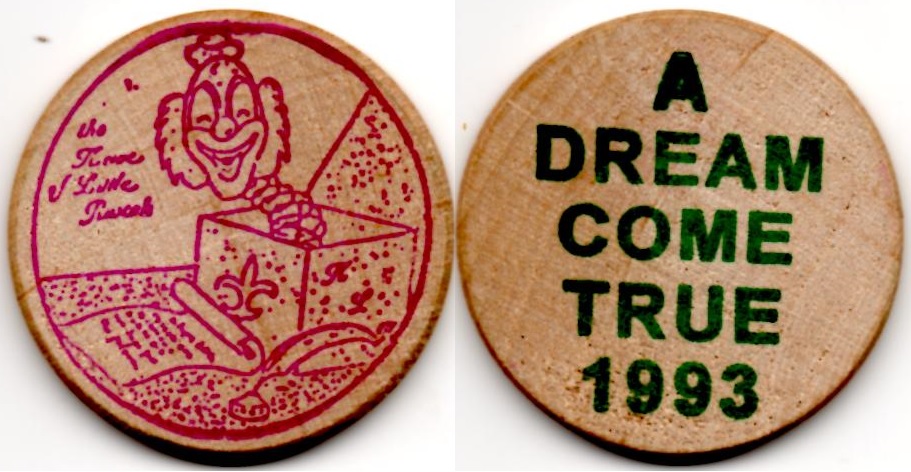 the
Krewe
of Little
Rascals
K
L
A
DREAM
COME
TRUE
1993